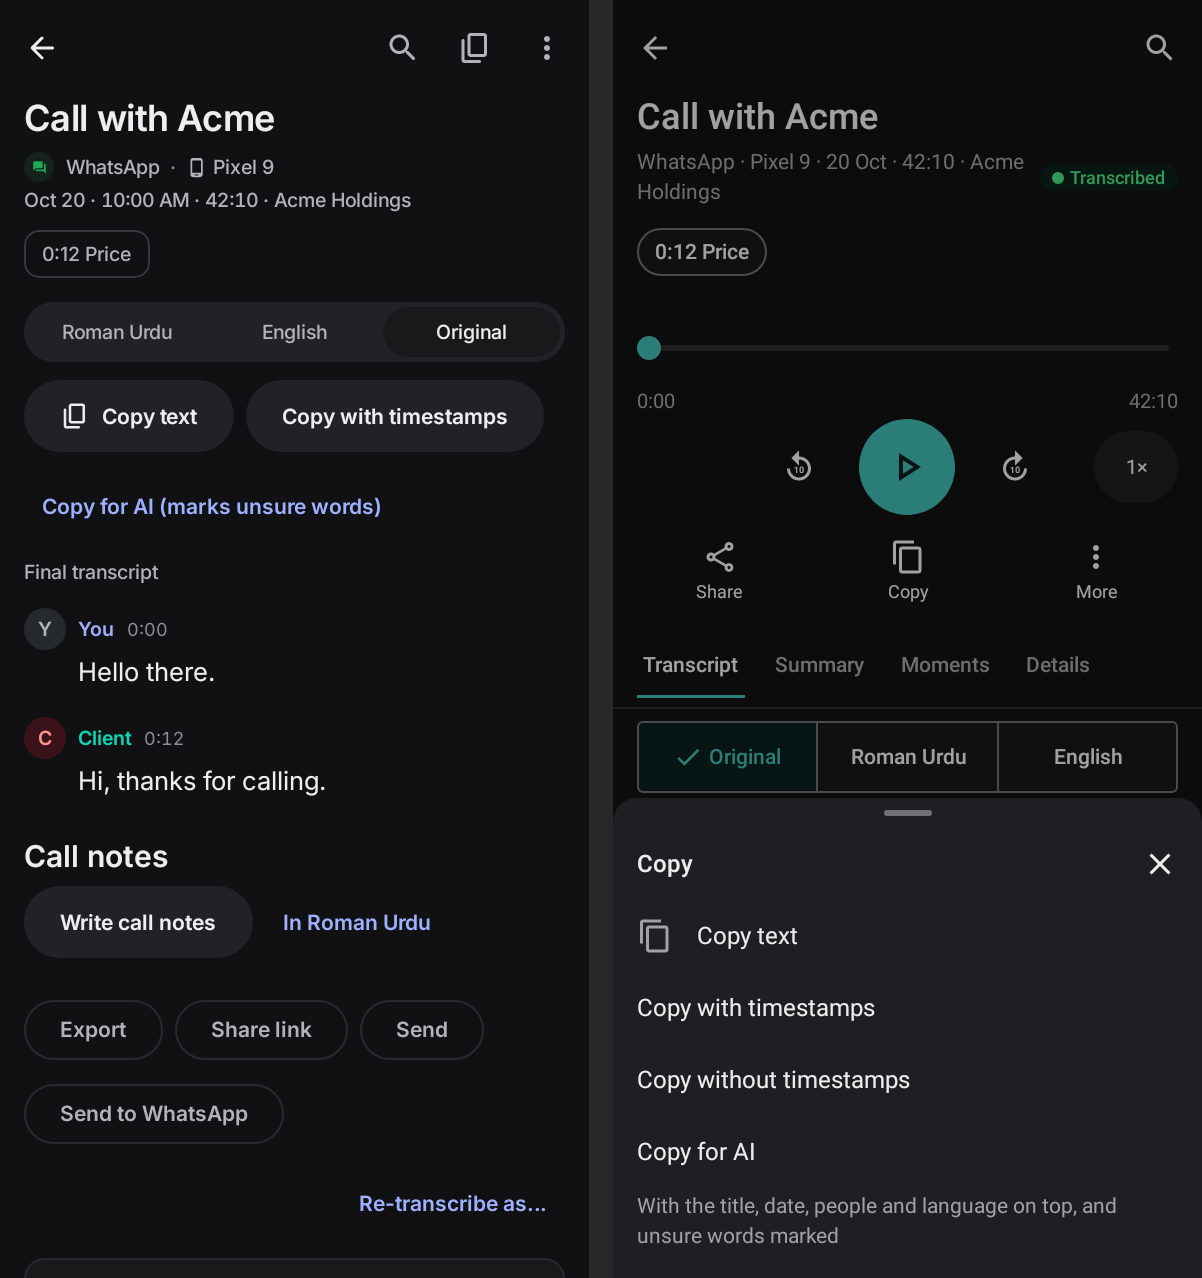 Call with Acme
WhatsApp · Pixel 9
Oct 20 · 10:00 AM · 42:10 · Acme Holdings
0:12 Price
Roman Urdu English Original
Copy text Copy with timestamps
Copy for AI (marks unsure words)
Final transcript
Y You 0:00
Hello there.
C Client 0:12
Hi, thanks for calling.
Call notes
Write call notes In Roman Urdu
Export Share link Send
Send to WhatsApp
Re-transcribe as...
Call with Acme
WhatsApp · Pixel 9 · 20 Oct · 42:10 · Acme
Holdings
Transcribed
0:12 Price
0:00 42:10
10 10 1×
Share Copy More
Transcript Summary Moments Details
Original Roman Urdu English
Copy
Copy text
Copy with timestamps
Copy without timestamps
Copy for AI
With the title, date, people and language on top, and
unsure words marked